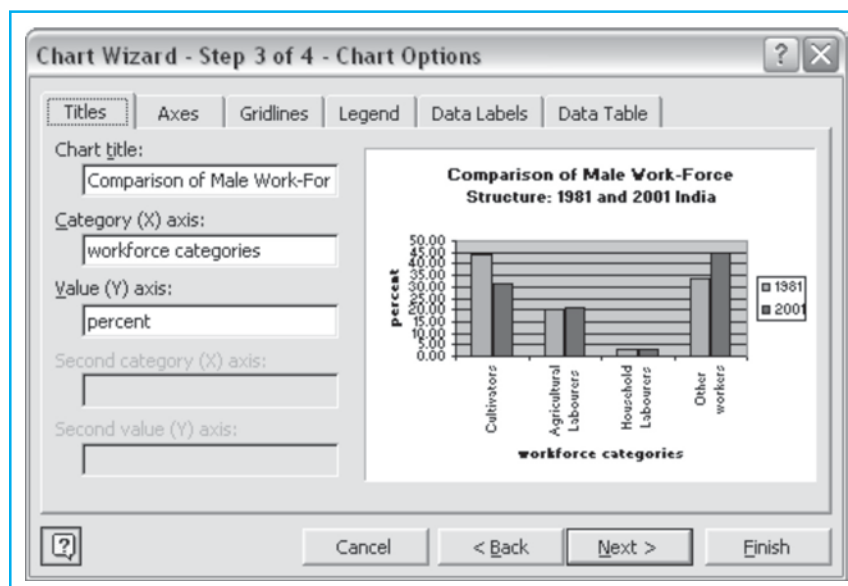 Chart Wizard - Step 3 of 4 - Chart Options
Titles
Axes
Gridlines
Legend
Data Labels
Data Table
Chart title:
Comparison of Male Work-For
Category (X) axis:
workforce categories
Value (Y) axis:
percent
Second category (X) axis:
Second value (Y) axis:
Comparison of Male Work-Force
Structure: 1981 and 2001 India
percent
50.00
45.00
40.00
35.00
30.00
25.00
20.00
15.00
10.00
5.00
0.00
Cultivators
Agricultural
Labourers
Household
Labourers
Other
workers
workforce categories
1981
2001
Cancel
< Back
Next >
Finish